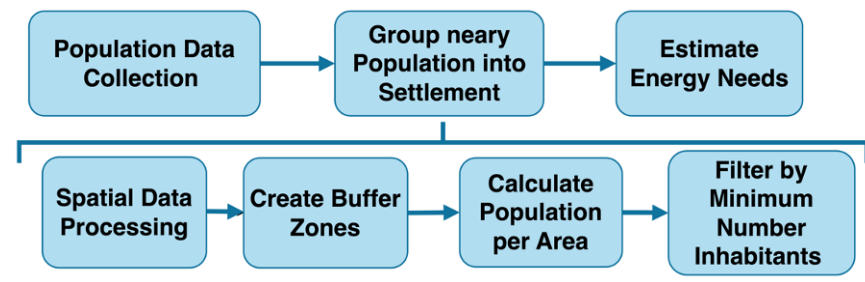 Population Data
Collection
Group neary
Population into
Settlement
Estimate
Energy Needs
Spatial Data
Processing
Create Buffer
Zones
Calculate
Population
per Area
Filter by
Minimum
Number
Inhabitants